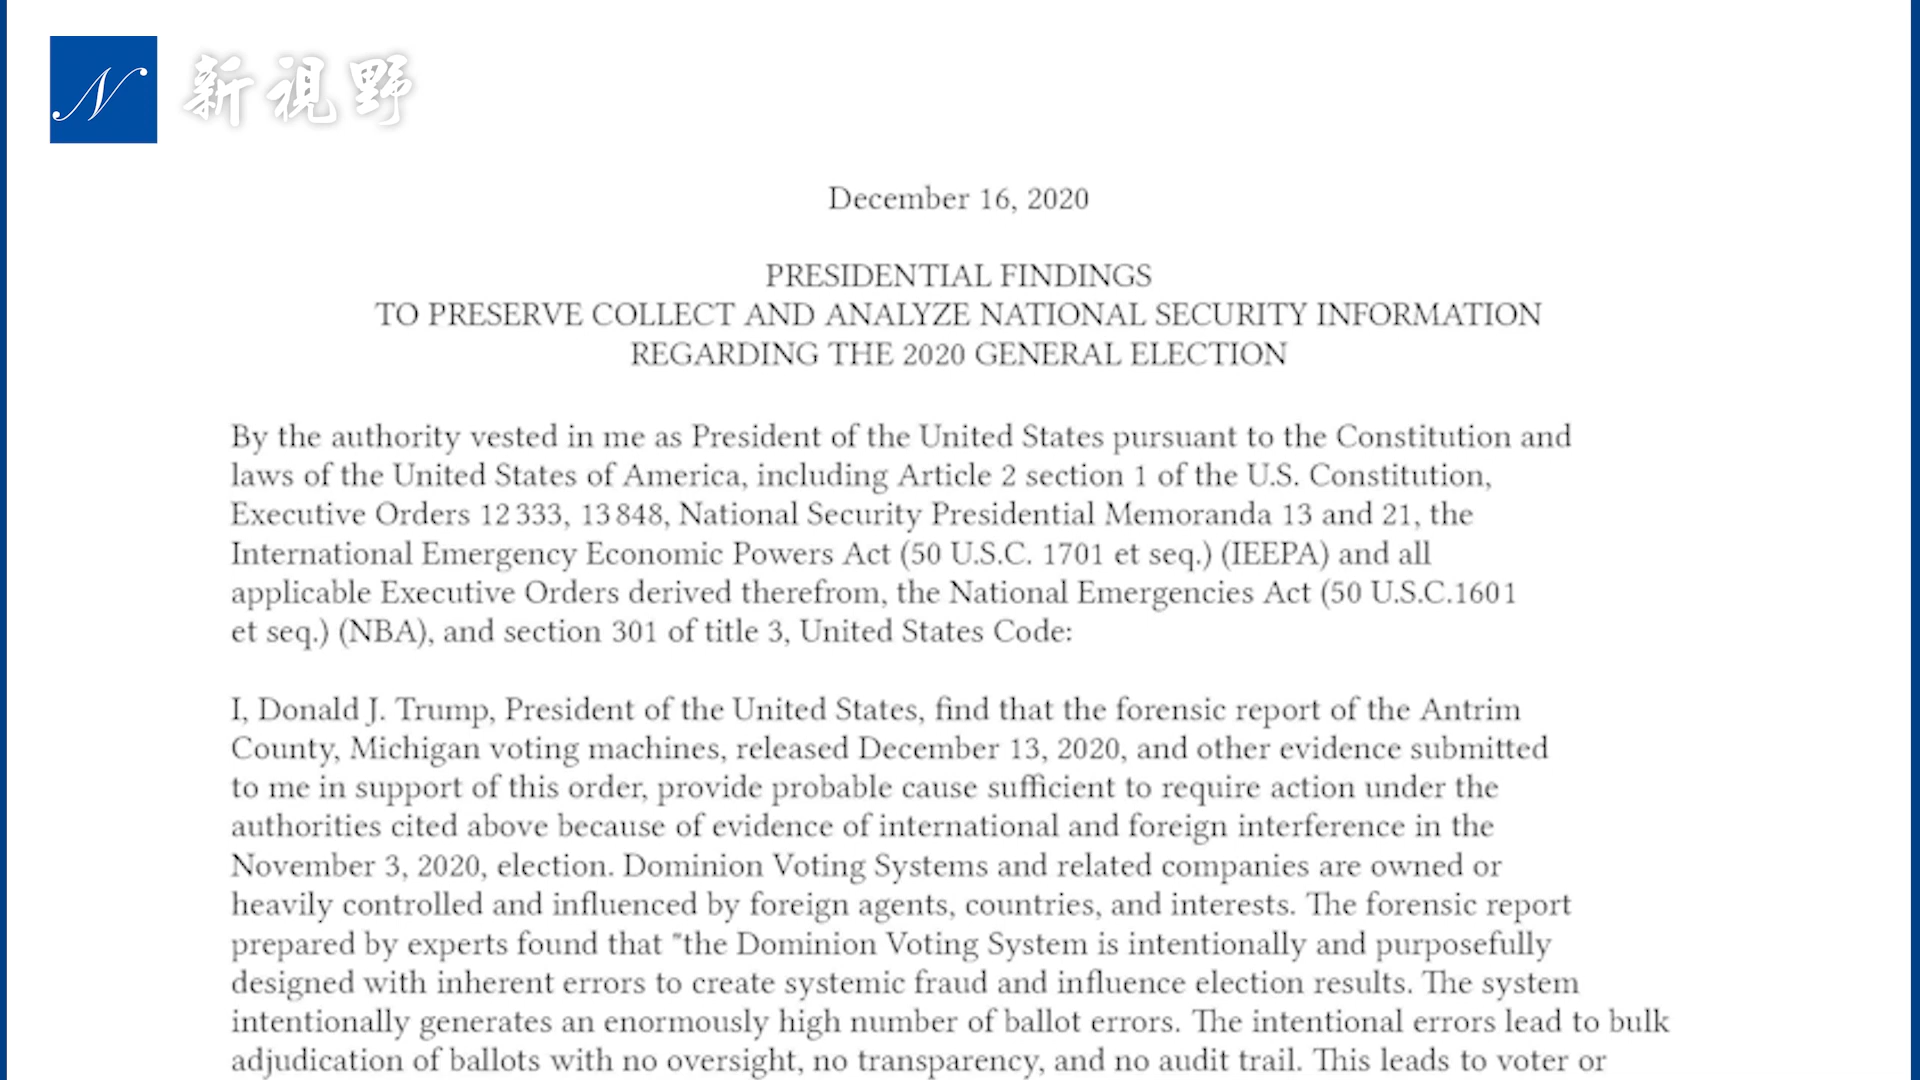 N 新視野
December 16, 2020
PRESIDENTIAL FINDINGS
TO PRESERVE COLLECT AND ANALYZE NATIONAL SECURITY INFORMATION
REGARDING THE 2020 GENERAL ELECTION
By the authority vested in me as President of the United States pursuant to the Constitution and
laws of the United States of America, including Article 2 section 1 of the U.S. Constitution,
Executive Orders 12333, 13848, National Security Presidential Memoranda 13 and 21, the
International Emergency Economic Powers Act (50 U.S.C. 1701 et seq.) (IEEPA) and all
applicable Executive Orders derived therefrom, the National Emergencies Act (50 U.S.C.1601
et seq.) (NBA), and section 301 of title 3, United States Code:
I, Donald J. Trump, President of the United States, find that the forensic report of the Antrim
County, Michigan voting machines, released December 13, 2020, and other evidence submitted
to me in support of this order, provide probable cause sufficient to require action under the
authorities cited above because of evidence of international and foreign interference in the
November 3, 2020, election. Dominion Voting Systems and related companies are owned or
heavily controlled and influenced by foreign agents, countries, and interests. The forensic report
prepared by experts found that "the Dominion Voting System is intentionally and purposefully
designed with inherent errors to create systemic fraud and influence election results. The system
intentionally generates an enormously high number of ballot errors. The intentional errors lead to bulk
adjudication of ballots with no oversight, no transparency, and no audit trail. This leads to voter or